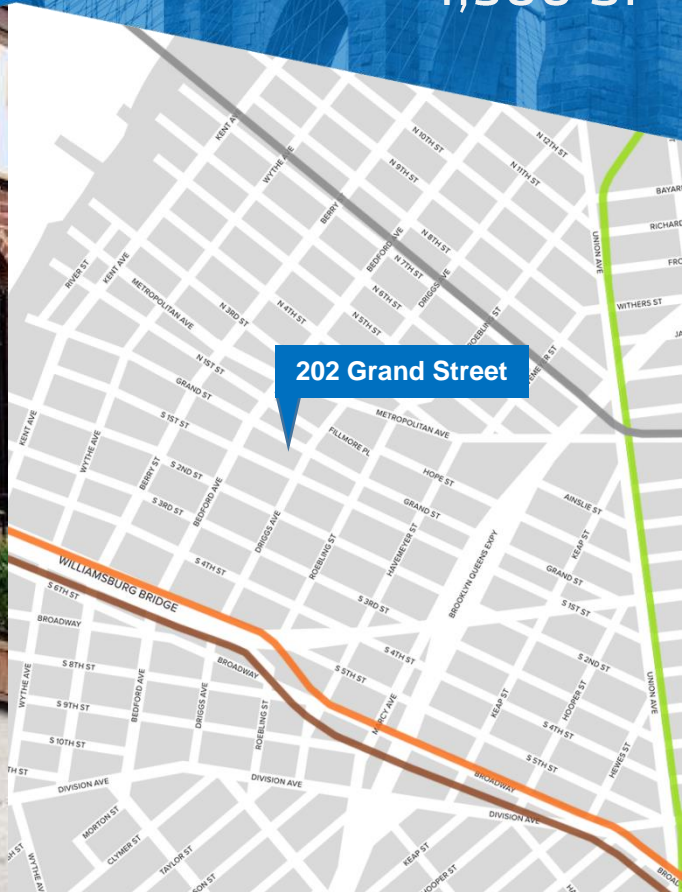 KENT AVE
WYTHE AVE
BERRY ST
BEDFORD AVE
N 10TH ST
N 9TH ST
N 12TH ST
N 11TH ST
N 8TH ST
N 7TH ST
DRIGGS AVE
N 6TH ST
N 5TH ST
N 4TH ST
N 3RD ST
UNION AVE
WITHERS ST
RIVER ST
KENT AVE
METROPOLITAN AVE
N 1ST ST
GRAND ST
202 Grand Street
METROPOLITAN AVE
FILLMORE PL
HOPE ST
GRAND ST
KENT AVE
WYTHE AVE
BERRY ST
BEDFORD AVE
S 1ST ST
S 2ND ST
S 3RD ST
S 4TH ST
DRIGGS AVE
ROEBLING ST
HAVEMEYER ST
S 3RD ST
S 4TH ST
S 5TH ST
BROOKLYN QUEENS EXPY
AINSLIE ST
KEAP ST
GRAND ST
S 1ST ST
S 2ND ST
HOOPER ST
KEAP ST
S 4TH ST
S 5TH ST
HEWES ST
UNION AVE
WILLIAMSBURG BRIDGE
S 6TH ST
BROADWAY
BROADWAY
S 8TH ST
S 9TH ST
S 10TH ST
WYTHE AVE
BEDFORD AVE
DRIGGS AVE
ROEBLING ST
DIVISION AVE
DIVISION AVE
BROADWAY
DIVISION AVE
MORTON ST
CLYMER ST
TAYLOR ST
KEAP ST